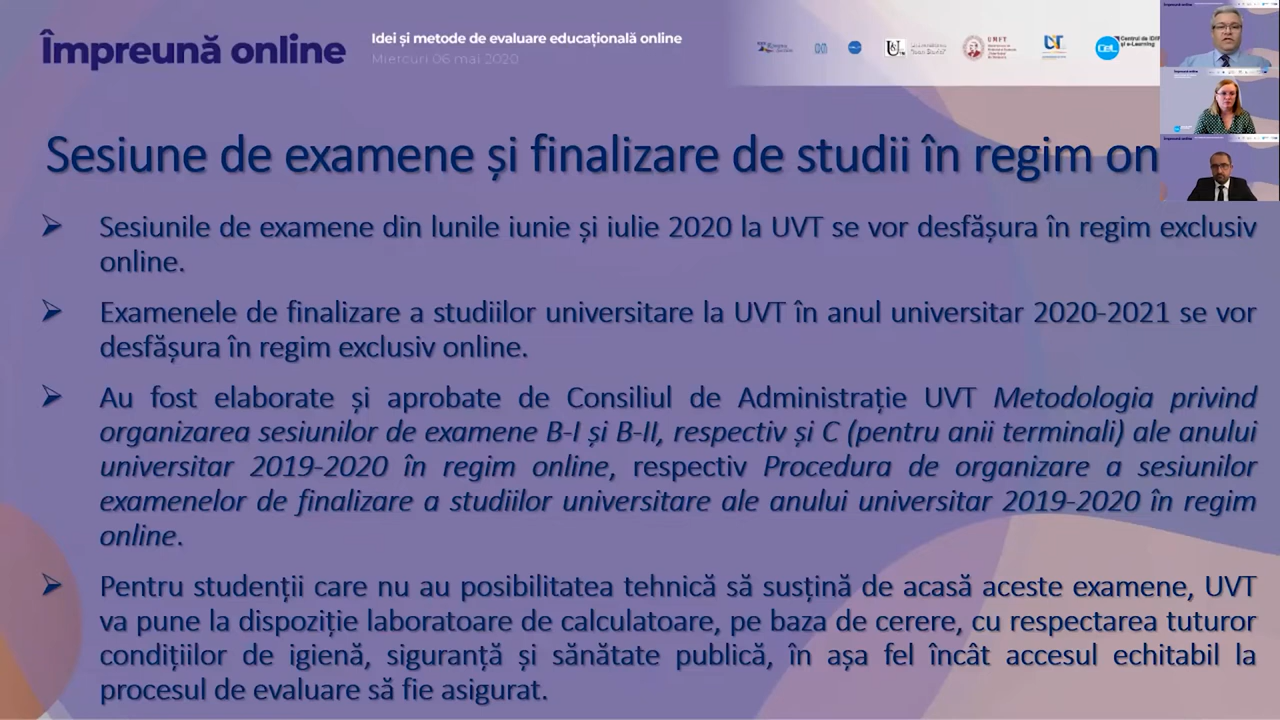 Împreună online
Idei și metode de evaluare educațională online
Miercuri 06 mai 2020
Sesiune de examene și finalizare de studii în regim on
➢ Sesiunile de examene din lunile iunie și iulie 2020 la UVT se vor desfășura în regim exclusiv
online.
➢ Examenele de finalizare a studiilor universitare la UVT în anul universitar 2020-2021 se vor
desfășura în regim exclusiv online.
➢ Au fost elaborate și aprobate de Consiliul de Administrație UVT Metodologia privind
organizarea sesiunilor de examene B-I și B-II, respectiv și C (pentru anii terminali) ale anului
universitar 2019-2020 în regim online, respectiv Procedura de organizare a sesiunilor
examenelor de finalizare a studiilor universitare ale anului universitar 2019-2020 în regim
online.
➢ Pentru studenții care nu au posibilitatea tehnică să susțină de acasă aceste examene, UVT
va pune la dispoziție laboratoare de calculatoare, pe baza de cerere, cu respectarea tuturor
condițiilor de igienă, siguranță și sănătate publică, în așa fel încât accesul echitabil la
procesul de evaluare să fie asigurat.